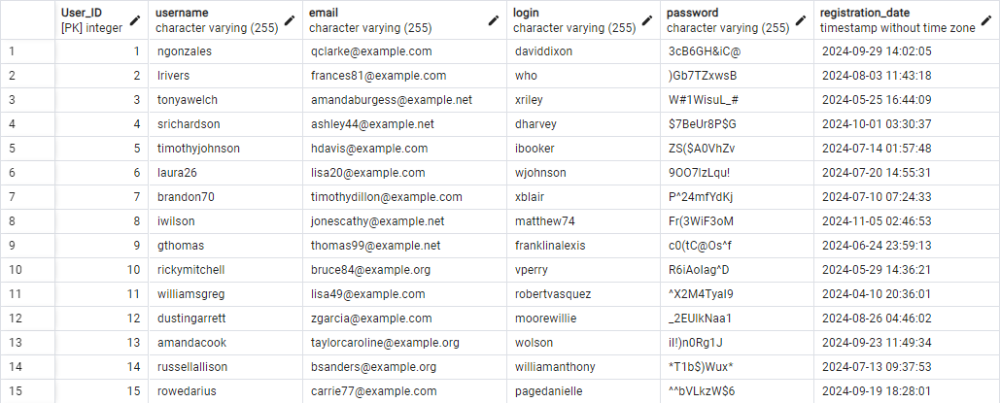 User_ID username email login password registration_date
[PK] integer character varying (255) character varying (255) character varying (255) character varying (255) timestamp without time zone
1 1 ngonzales qclarke@example.com daviddixon 3cB6GH&iC@ 2024-09-29 14:02:05
2 2 lrivers frances81@example.com who )Gb7TZxwsB 2024-08-03 11:43:18
3 3 tonyawelch amandaburgess@example.net xriley W#1WisuL_# 2024-05-25 16:44:09
4 4 srichardson ashley44@example.net dharvey $7BeUr8P$G 2024-10-01 03:30:37
5 5 timothyjohnson hdavis@example.com ibooker ZS($A0VhZv 2024-07-14 01:57:48
6 6 laura26 lisa20@example.com wjohnson 9OO7lzLqu! 2024-07-20 14:55:31
7 7 brandon70 timothydillon@example.com xblair P^24mfYdKj 2024-07-10 07:24:33
8 8 iwilson jonescathy@example.net matthew74 Fr(3WiF3oM 2024-11-05 02:46:53
9 9 gthomas thomas99@example.net franklinalexis c0(tC@Os^f 2024-06-24 23:59:13
10 10 rickymitchell bruce84@example.org vperry R6iAoIag^D 2024-05-29 14:36:21
11 11 williamsgreg lisa49@example.com robertvasquez ^X2M4TyaI9 2024-04-10 20:36:01
12 12 dustingarrett zgarcia@example.com moorewillie _2EUIkNaa1 2024-08-26 04:46:02
13 13 amandacook taylorcaroline@example.org wolson iI!)n0Rg1J 2024-09-23 11:49:34
14 14 russellallison bsanders@example.org williamanthony *T1b$)Wux* 2024-07-13 09:37:53
15 15 rowedarius carrie77@example.com pagedanielle ^^bVLkzW$6 2024-09-19 18:28:01